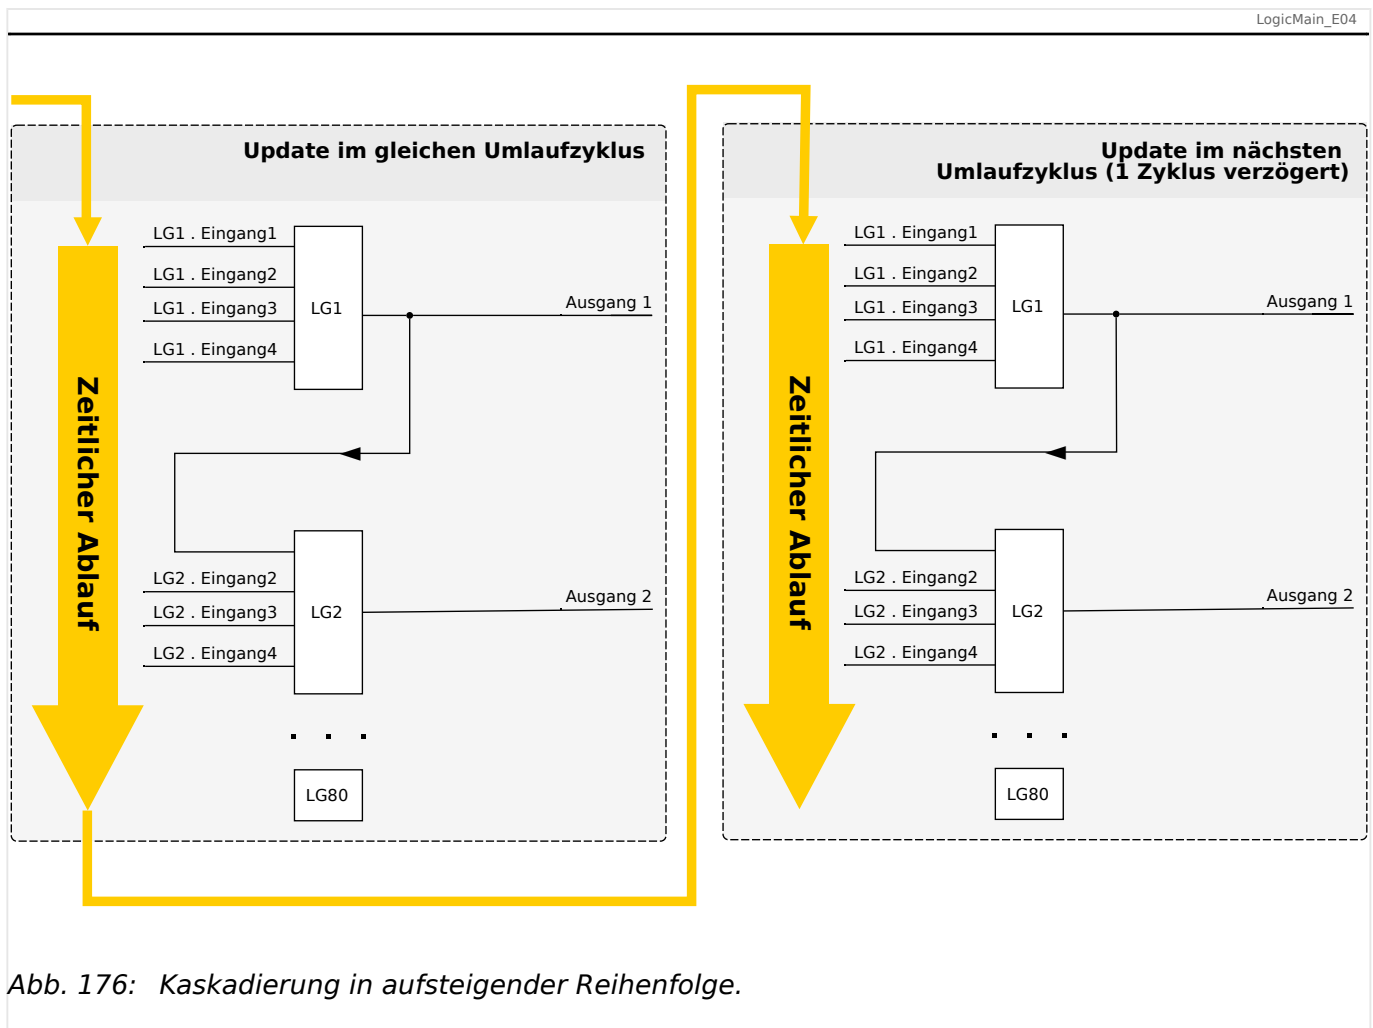 LogicMain_E04
Update im gleichen Umlaufzyklus
LG1 . Eingang1
LG1 . Eingang2
LG1 . Eingang3
LG1 . Eingang4
LG1
Ausgang 1
Zeitlicher Ablauf
LG2 . Eingang2
LG2 . Eingang3
LG2 . Eingang4
LG2
Ausgang 2
. . .
LG80
Update im nächsten
Umlaufzyklus (1 Zyklus verzögert)
LG1 . Eingang1
LG1 . Eingang2
LG1 . Eingang3
LG1 . Eingang4
LG1
Ausgang 1
Zeitlicher Ablauf
LG2 . Eingang2
LG2 . Eingang3
LG2 . Eingang4
LG2
Ausgang 2
. . .
LG80
Abb. 176: Kaskadierung in aufsteigender Reihenfolge.